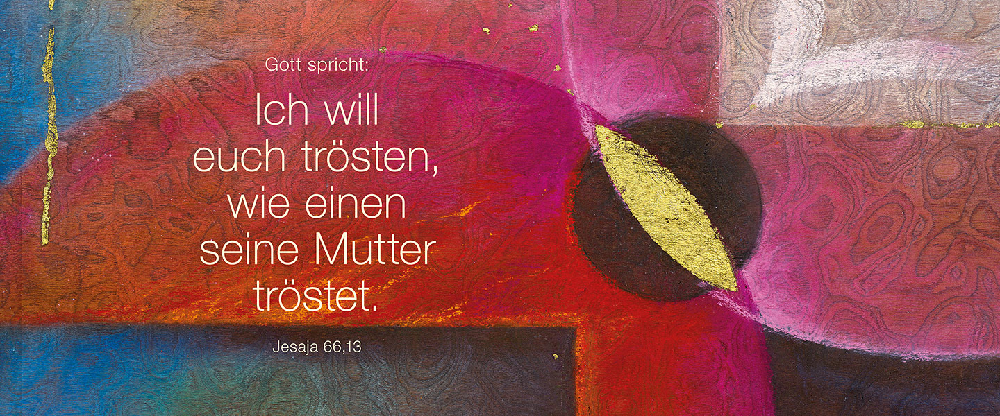 Gott spricht:
Ich will
euch trösten,
wie einen
seine Mutter
tröstet.
Jesaja 66,13